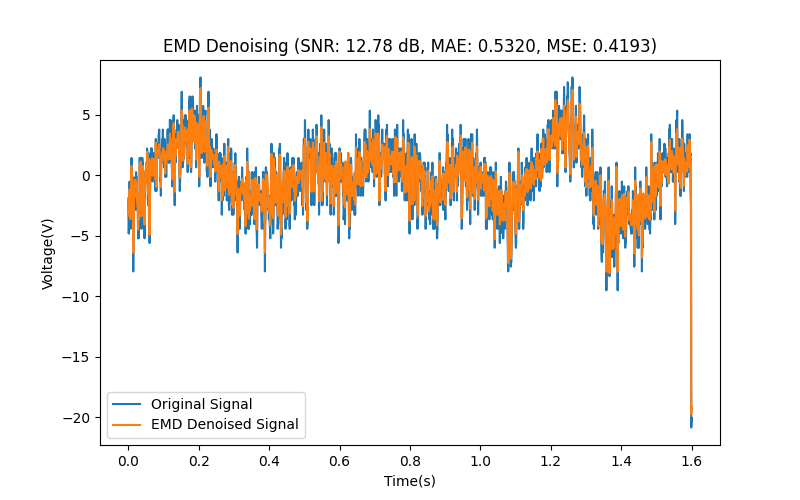 EMD Denoising (SNR: 12.78 dB, MAE: 0.5320, MSE: 0.4193)
5
0
−5
−10
−15
−20
Voltage(V)
Original Signal
EMD Denoised Signal
0.0 0.2 0.4 0.6 0.8 1.0 1.2 1.4 1.6
Time(s)